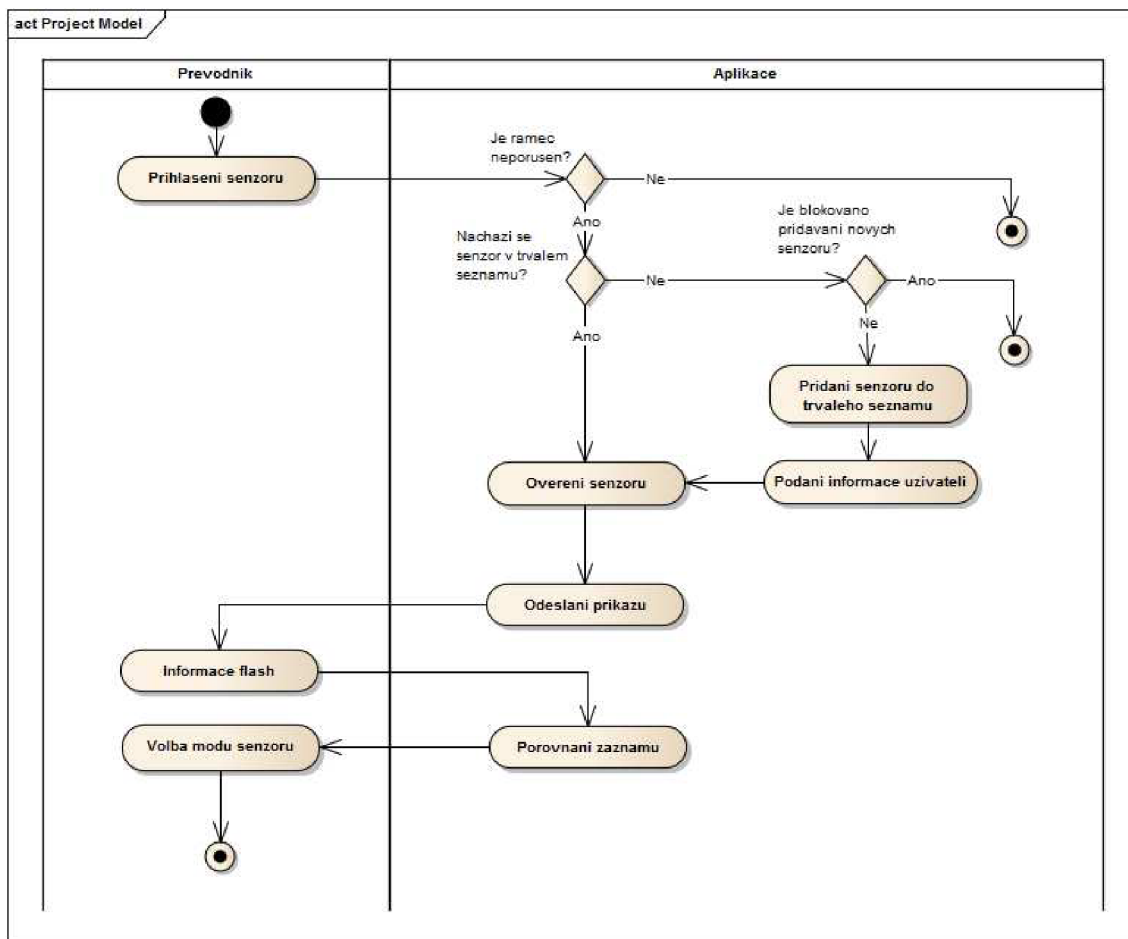 act Project Model
Prevodnik
Aplikace
Je ramec
neporusen?
Prihlaseni senzoru
Ne
Ano
Je blokovano
pridavani novych
senzoru?
Nachazi se
senzor v trvalem
seznamu?
Ne
Ano
Ne
Ano
Pridani senzoru do
trvaleho seznamu
Overeni senzoru
Podani informace uzivateli
Odeslani prikazu
Informace flash
Volba modu senzoru
Porovnani zaznamu